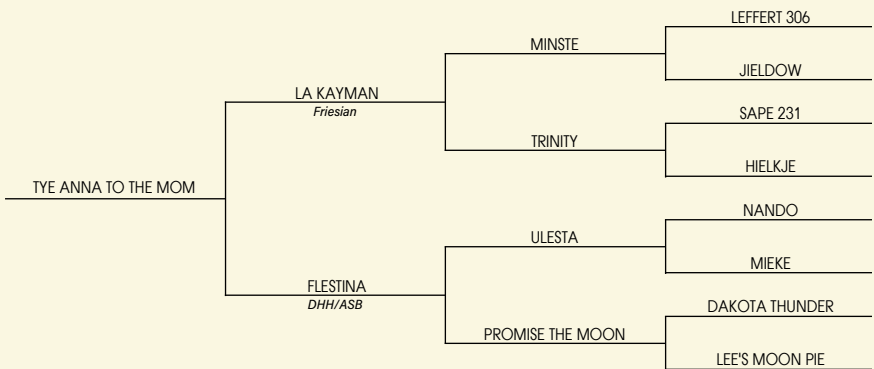 LEFFERT 306
MINSTE
JIELDOW
LA KAYMAN
Friesian
SAPE 231
TRINITY
HIELKJE
TYE ANNA TO THE MOM
NANDO
ULESTA
MIEKE
FLESTINA
DHH/ASB
DAKOTA THUNDER
PROMISE THE MOON
LEE'S MOON PIE